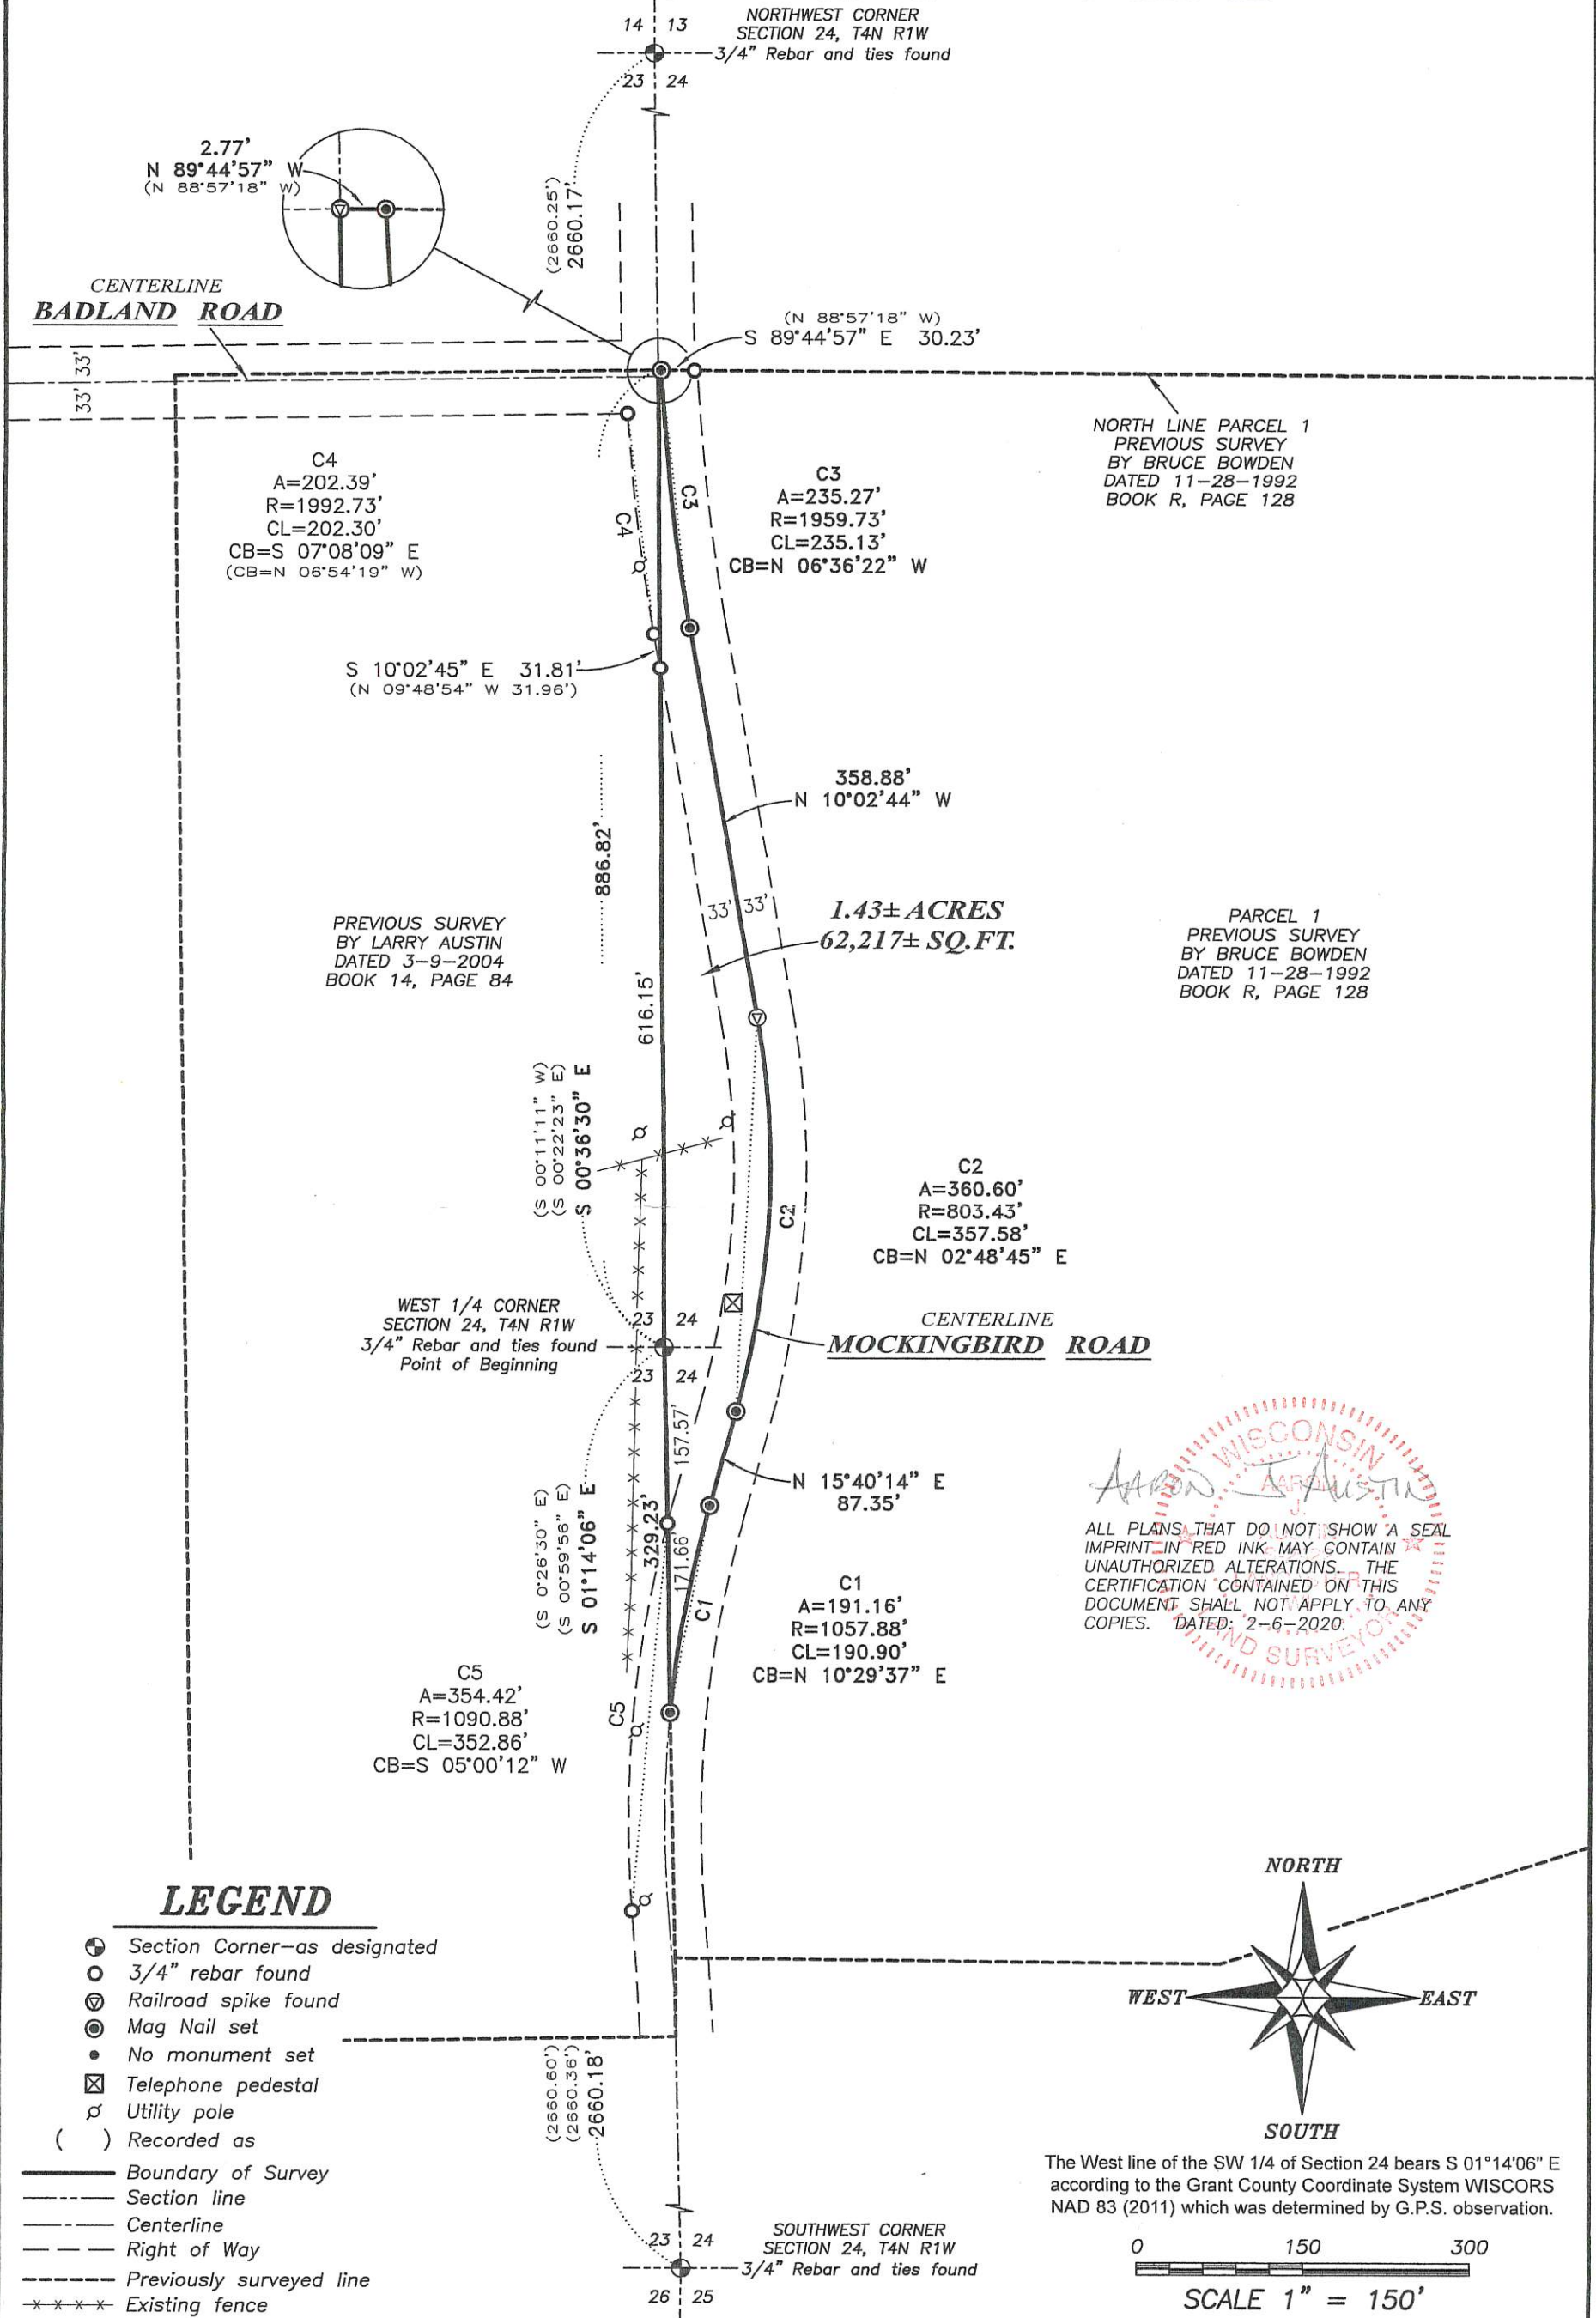 14 13
NORTHWEST CORNER
SECTION 24, T4N R1W
3/4" Rebar and ties found
23 24
2.77'
N 89°44'57" W
(N 88°57'18" W)
(2660.25')
2660.17'
CENTERLINE
BADLAND ROAD
(N 88°57'18" W)
S 89°44'57" E 30.23'
33'
33'
NORTH LINE PARCEL 1
PREVIOUS SURVEY
BY BRUCE BOWDEN
DATED 11-28-1992
BOOK R, PAGE 128
C4
A=202.39'
R=1992.73'
CL=202.30'
CB=S 07°08'09" E
(CB=N 06°54'19" W)
C4
C3
C3
A=235.27'
R=1959.73'
CL=235.13'
CB=N 06°36'22" W
S 10°02'45" E 31.81'
(N 09°48'54" W 31.96')
358.88'
N 10°02'44" W
886.82'
33' 33'
1.43± ACRES
62,217± SQ.FT.
PREVIOUS SURVEY
BY LARRY AUSTIN
DATED 3-9-2004
BOOK 14, PAGE 84
PARCEL 1
PREVIOUS SURVEY
BY BRUCE BOWDEN
DATED 11-28-1992
BOOK R, PAGE 128
616.15'
(S 00°11'11" W)
(S 00°22'23" E)
S 00°36'30" E
C2
C2
A=360.60'
R=803.43'
CL=357.58'
CB=N 02°48'45" E
WEST 1/4 CORNER
SECTION 24, T4N R1W
3/4" Rebar and ties found
Point of Beginning
23 24
23 24
CENTERLINE
MOCKINGBIRD ROAD
157.57'
N 15°40'14" E
87.35'
(S 0°26'30" E)
(S 00°59'56" E)
S 01°14'06" E
329.23'
171.66'
C1
C1
A=191.16'
R=1057.88'
CL=190.90'
CB=N 10°29'37" E
AARON J AUSTIN
WISCONSIN
AARON
J.
LAND SURVEYOR
ALL PLANS THAT DO NOT SHOW A SEAL
IMPRINT IN RED INK MAY CONTAIN
UNAUTHORIZED ALTERATIONS. THE
CERTIFICATION CONTAINED ON THIS
DOCUMENT SHALL NOT APPLY TO ANY
COPIES. DATED: 2-6-2020.
C5
A=354.42'
R=1090.88'
CL=352.86'
CB=S 05°00'12" W
C5
LEGEND
Section Corner-as designated
3/4" rebar found
Railroad spike found
Mag Nail set
No monument set
Telephone pedestal
Utility pole
( ) Recorded as
Boundary of Survey
Section line
Centerline
Right of Way
Previously surveyed line
Existing fence
(2660.60')
(2660.36')
2660.18'
NORTH
WEST EAST
SOUTH
The West line of the SW 1/4 of Section 24 bears S 01°14'06" E
according to the Grant County Coordinate System WISCORS
NAD 83 (2011) which was determined by G.P.S. observation.
23 24
SOUTHWEST CORNER
SECTION 24, T4N R1W
3/4" Rebar and ties found
26 25
0 150 300
SCALE 1" = 150'